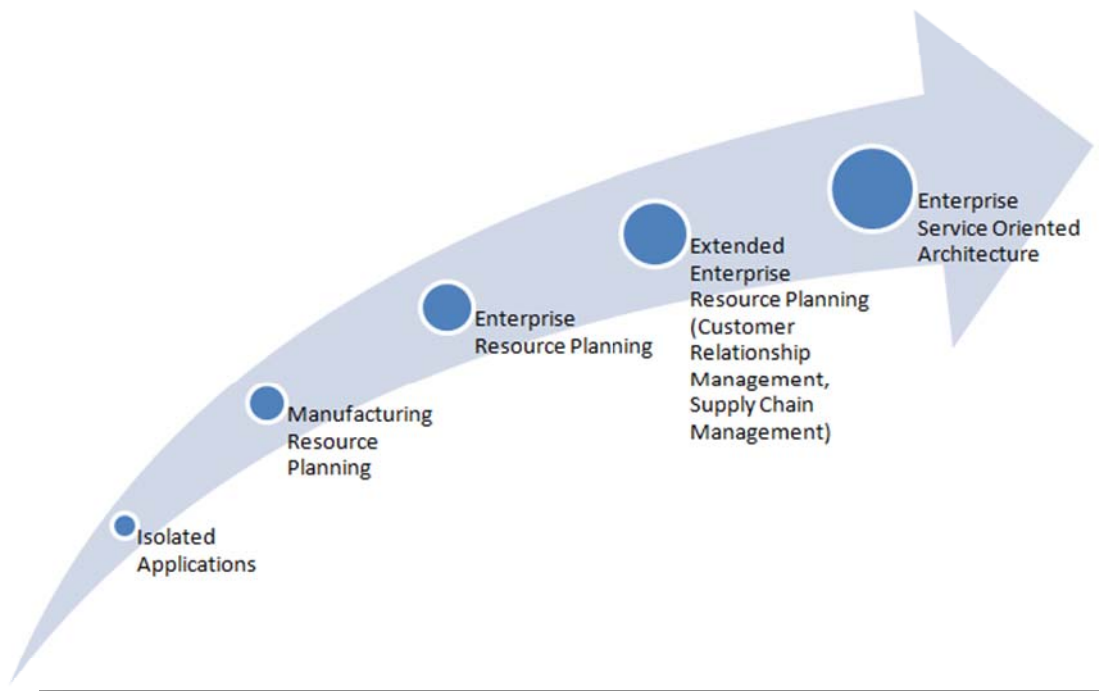 Enterprise
Service Oriented
Architecture
Extended
Enterprise
Resource Planning
(Customer
Relationship
Management,
Supply Chain
Management)
Enterprise
Resource Planning
Manufacturing
Resource
Planning
Isolated
Applications